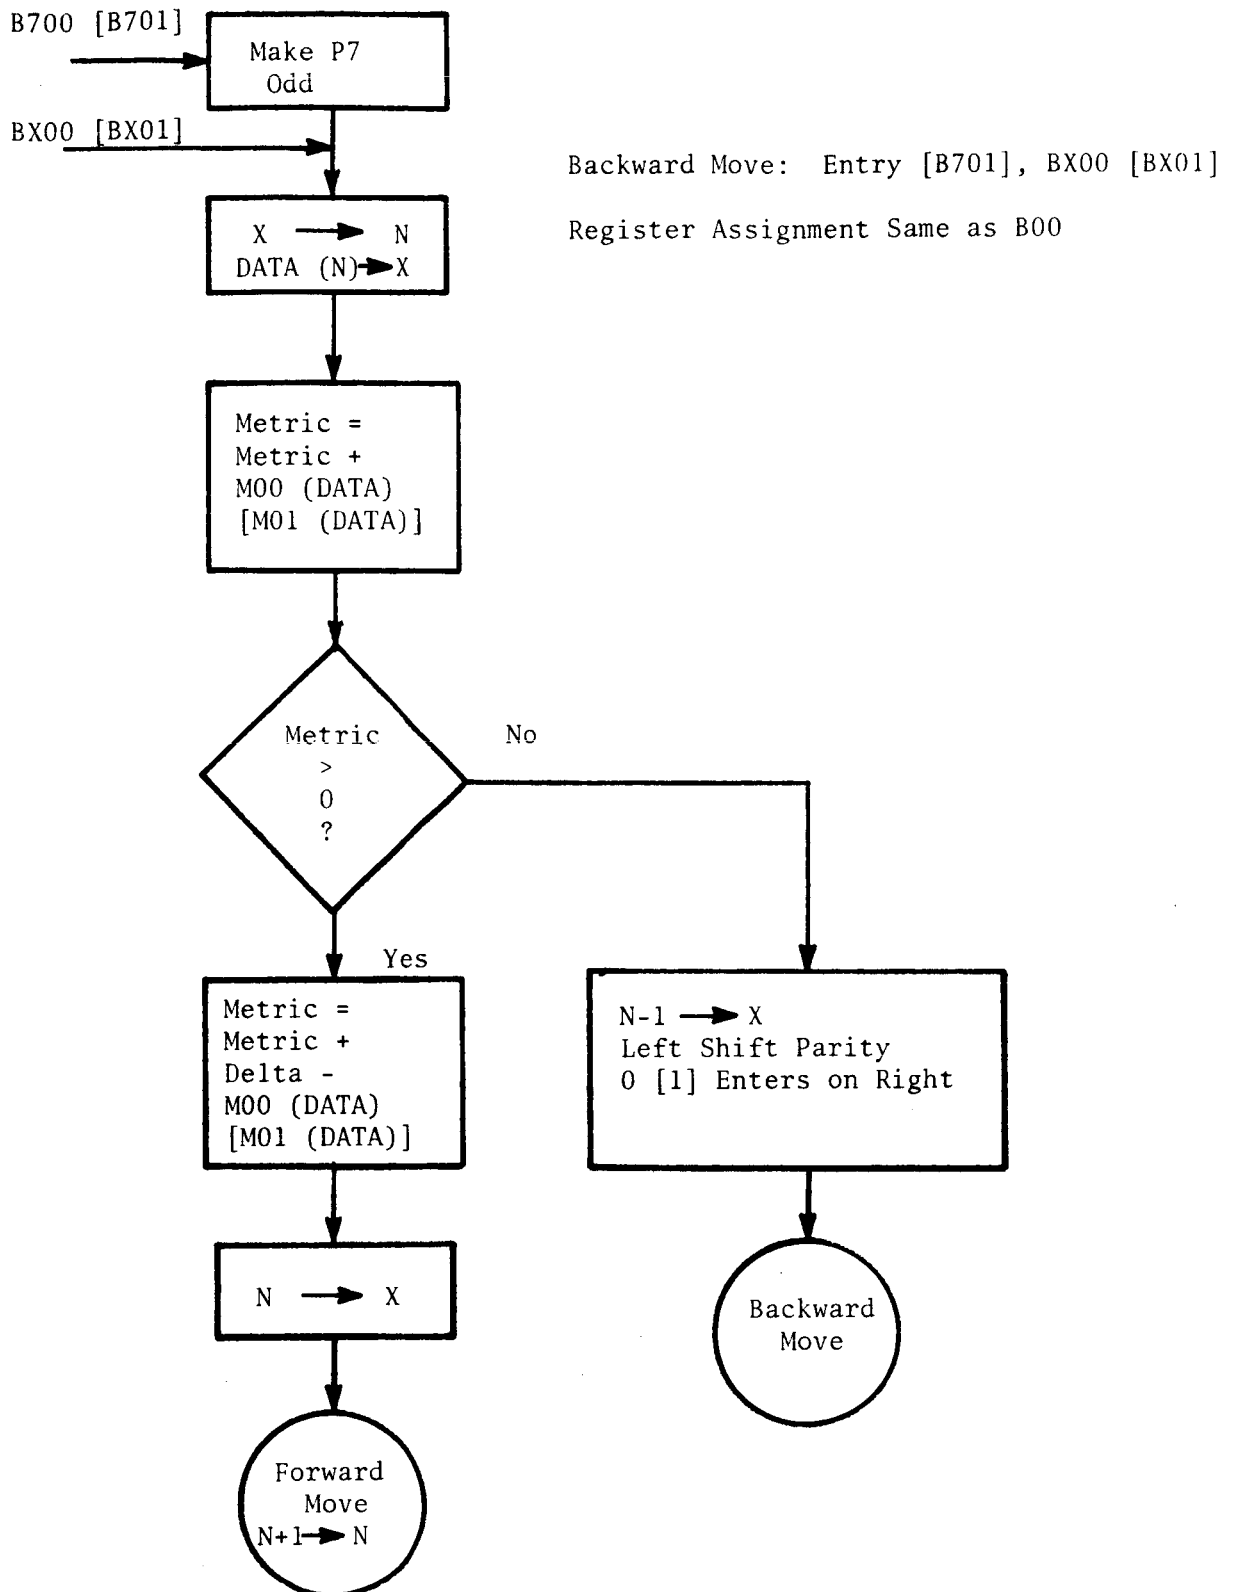 B700 [B701]
Make P7
Odd
BX00 [BX01]
Backward Move: Entry [B701], BX00 [BX01]
Register Assignment Same as B00
X → N
DATA (N)→X
Metric =
Metric +
M00 (DATA)
[M01 (DATA)]
Metric
>
0
?
No
Yes
Metric =
Metric +
Delta -
M00 (DATA)
[M01 (DATA)]
N-1 → X
Left Shift Parity
0 [1] Enters on Right
N → X
Backward
Move
Forward
Move
N+1→ N